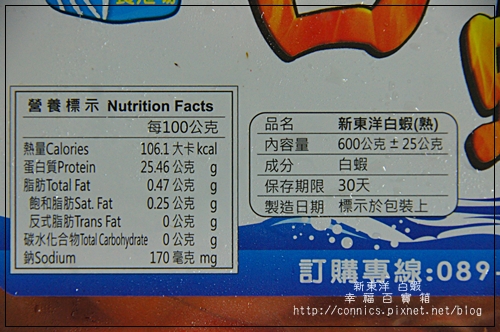 營養標示 Nutrition Facts
每100公克
熱量Calories 106.1 大卡 kcal
蛋白質Protein 25.46 公克 g
脂肪Total Fat 0.47 公克 g
飽和脂肪Sat. Fat 0.25 公克 g
反式脂肪Trans Fat 0 公克 g
碳水化合物Total Carbohydrate 0 公克 g
鈉Sodium 170 毫克 mg
品名 新東洋白蝦(熟)
內容量 600公克 ± 25公克
成分 白蝦
保存期限 30天
製造日期 標示於包裝上
訂購專線:089
新東洋 白蝦
幸福百寶箱
http://connics.pixnet.net/blog